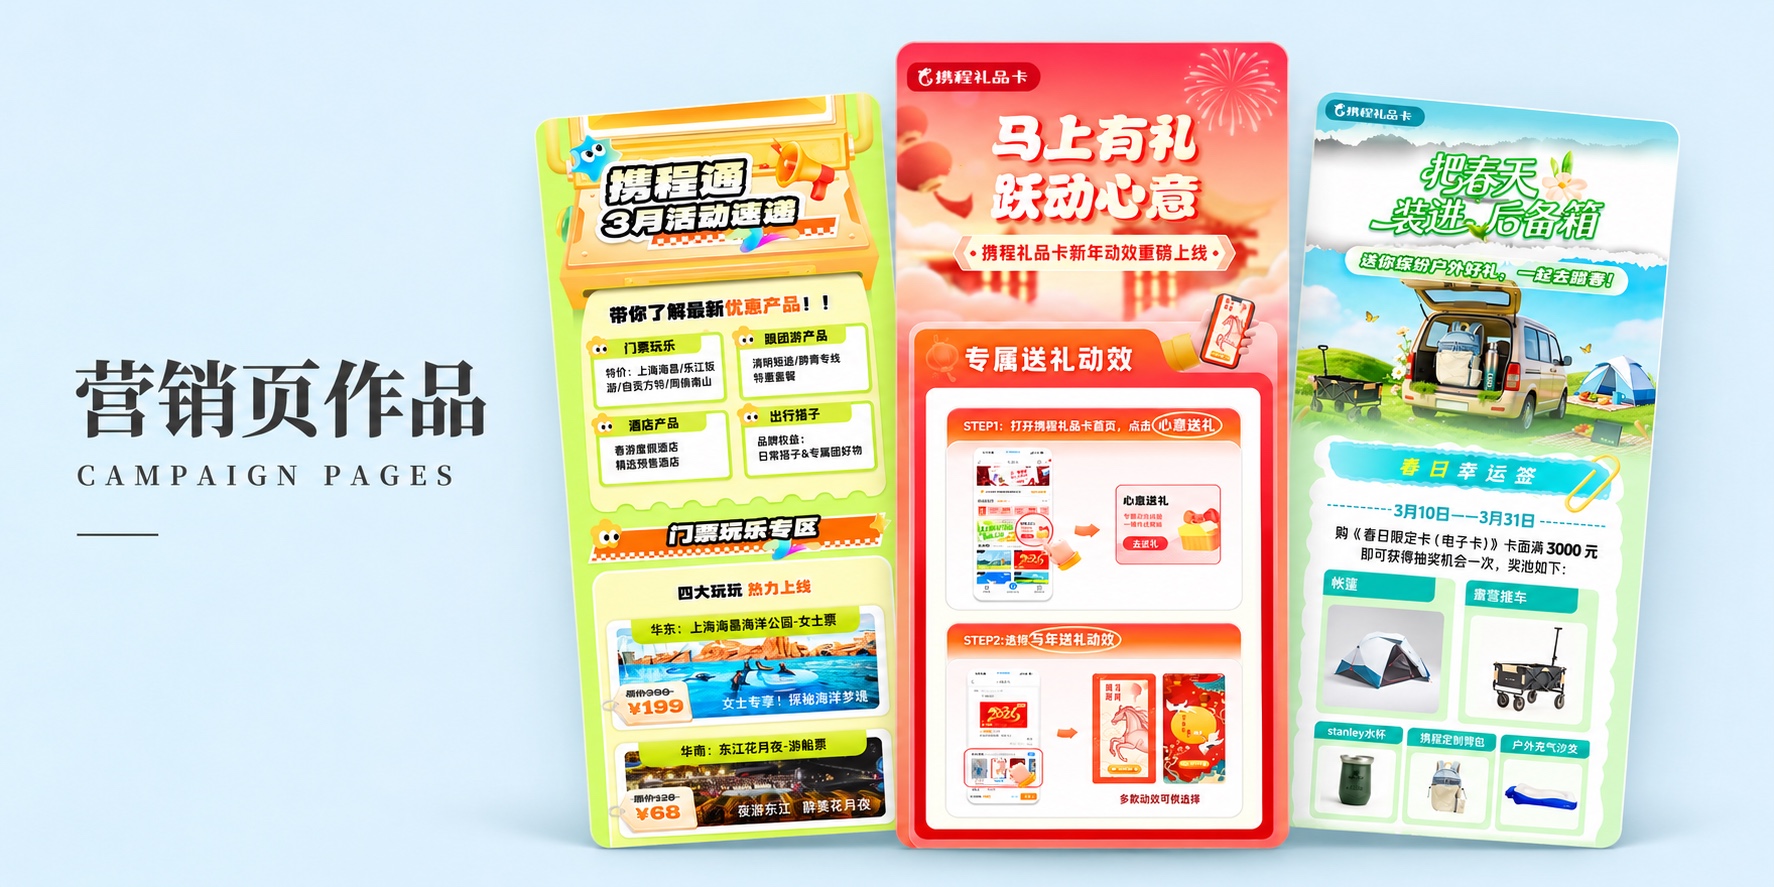 营销页作品
CAMPAIGN PAGES
携程通
3月活动速递
带你了解最新优惠产品！！
门票玩乐
特价：上海海昌/乐江饭
游/自贡方特/周俏南山
跟团游产品
清明短途/跨青专线
特惠套餐
酒店产品
春游度假酒店
精选预售酒店
出行搭子
品牌权益：
日常搭子&专属团好物
门票玩乐专区
四大玩玩 热力上线
华东：上海海昌海洋公园-女士票
¥199
女士专享！探秘海洋梦境
华南：东江花月夜-游船票
¥68
夜游东江 醉美花月夜
携程礼品卡
马上有礼
跃动心意
携程礼品卡新年动效重磅上线
专属送礼动效
STEP1：打开携程礼品卡首页，点击心意送礼
心意送礼
去送礼
STEP2:选择写年送礼动效
2026
多款动效可供选择
携程礼品卡
把春天
装进 后备箱
送你缤纷户外好礼，一起去踏春！
春日幸运签
3月10日——3月31日
购《春日限定卡（电子卡）》卡面满 3000 元
即可获得抽奖机会一次，奖池如下：
帐篷
露营推车
stanley水杯
携程定制背包
户外充气沙发